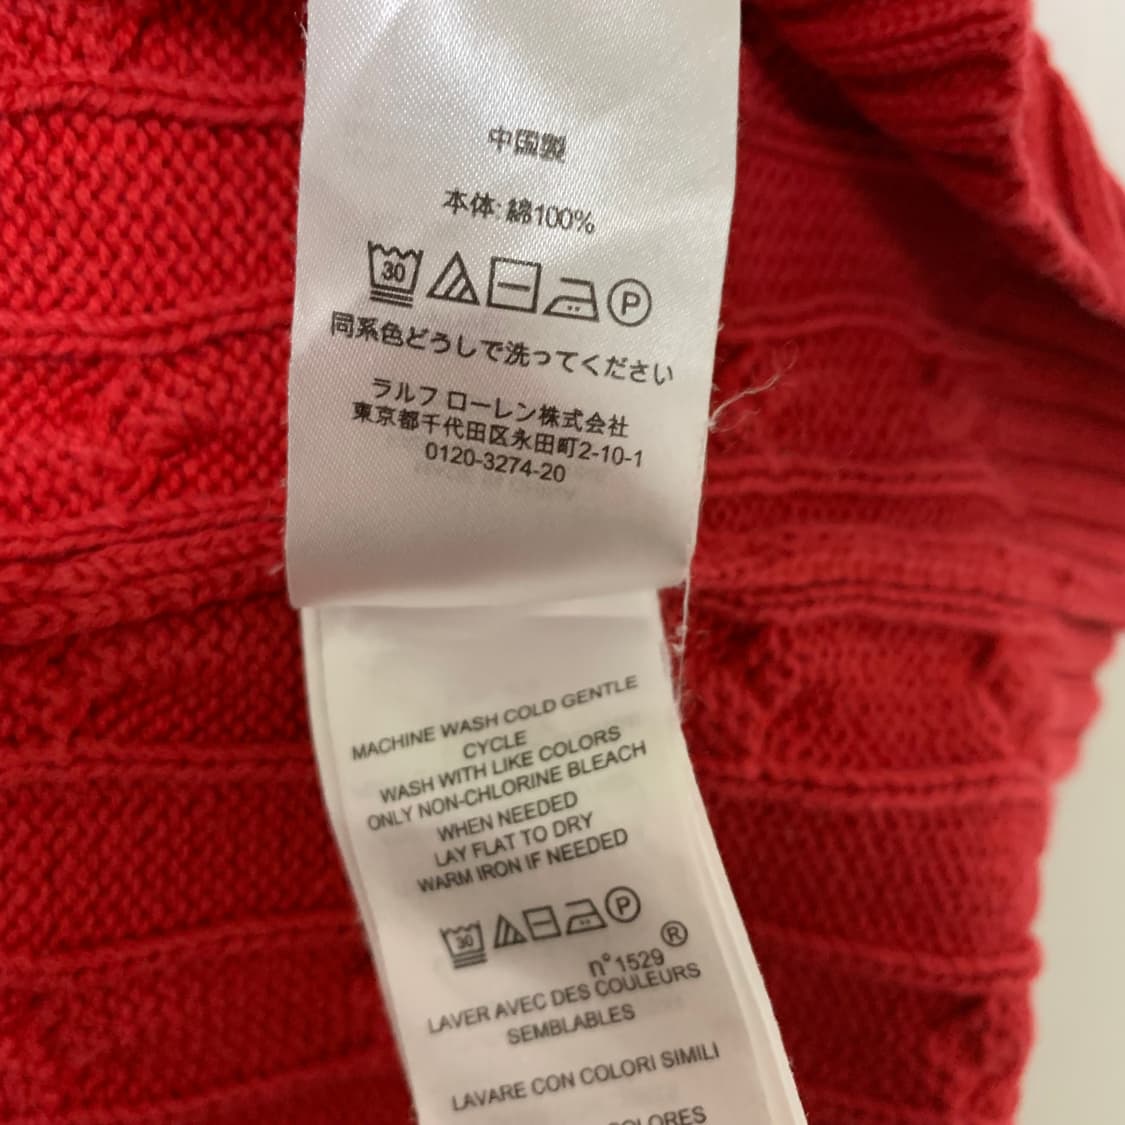 中国製
本体: 綿100%
30 P
同系色どうしで洗ってください
ラルフ ローレン株式会社
東京都千代田区永田町2-10-1
0120-3274-20
MACHINE WASH COLD GENTLE
CYCLE
WASH WITH LIKE COLORS
ONLY NON-CHLORINE BLEACH
WHEN NEEDED
LAY FLAT TO DRY
WARM IRON IF NEEDED
30 P
n°1529®
LAVER AVEC DES COULEURS
SEMBLABLES
LAVARE CON COLORI SIMILI
COLORES